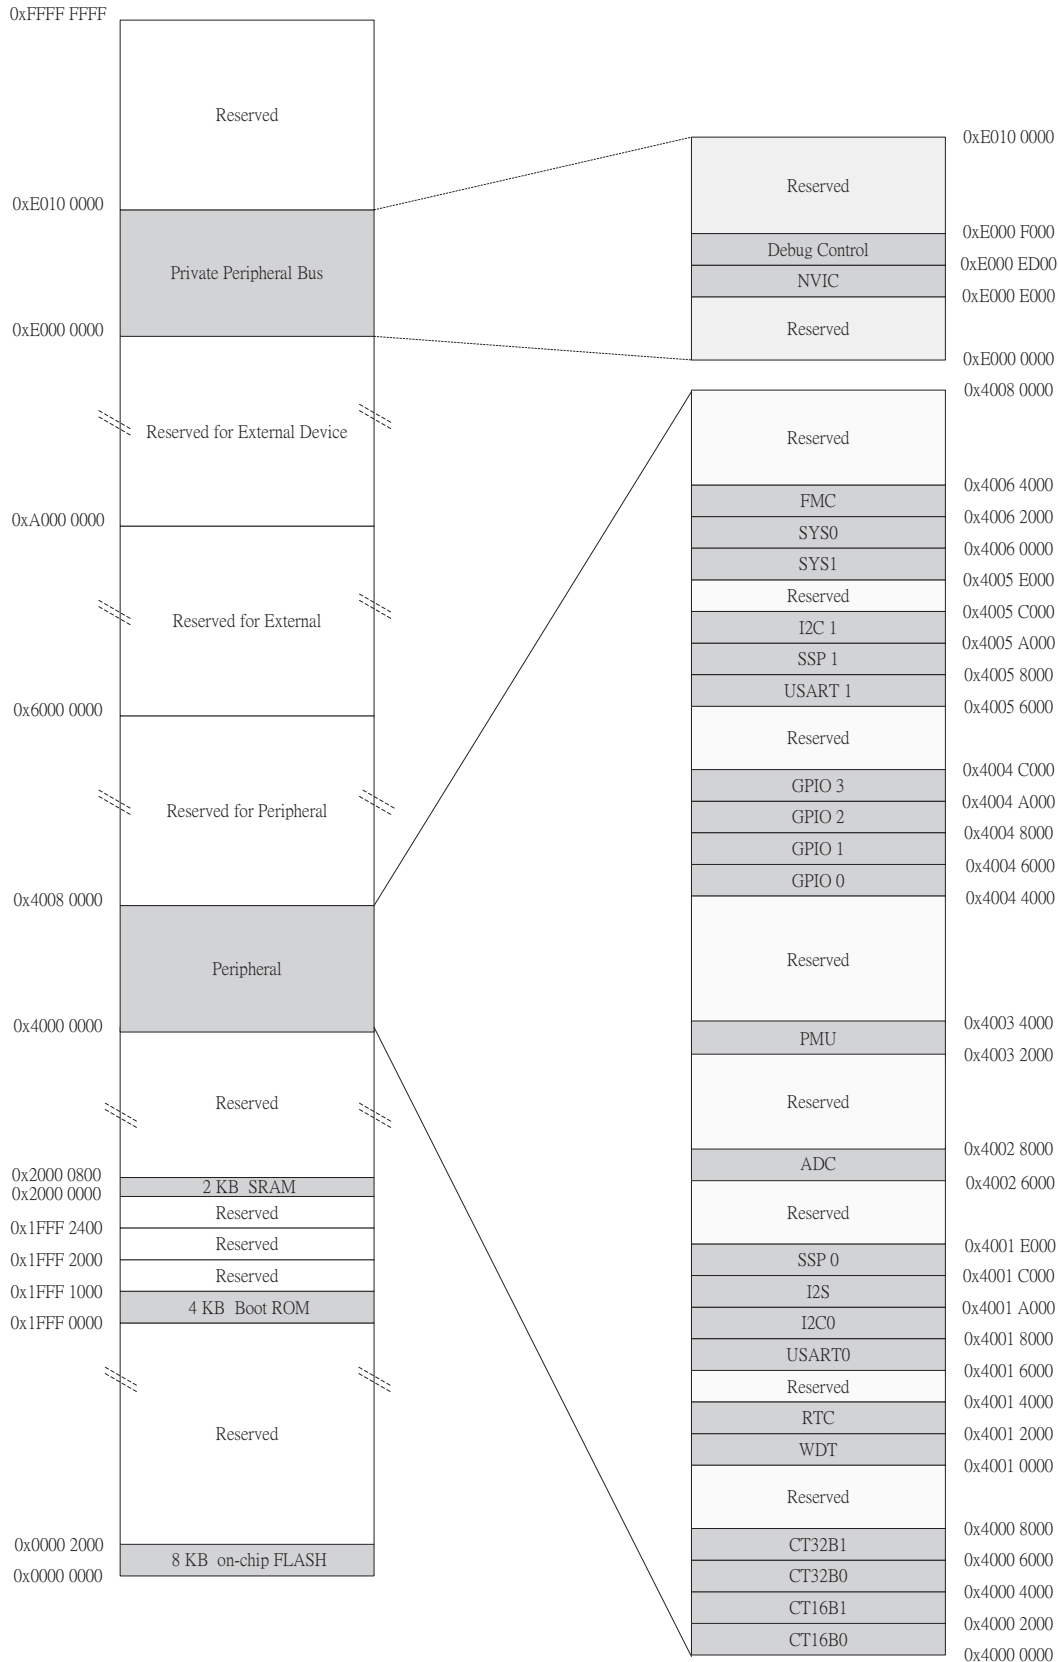 0xFFFF FFFF
Reserved
0xE010 0000
Private Peripheral Bus
0xE000 0000
Reserved for External Device
0xA000 0000
Reserved for External
0x6000 0000
Reserved for Peripheral
0x4008 0000
Peripheral
0x4000 0000
Reserved
0x2000 0800
2 KB SRAM
0x2000 0000
Reserved
0x1FFF 2400
Reserved
0x1FFF 2000
Reserved
0x1FFF 1000
4 KB Boot ROM
0x1FFF 0000
Reserved
0x0000 2000
8 KB on-chip FLASH
0x0000 0000
0xE010 0000
Reserved
0xE000 F000
Debug Control
0xE000 ED00
NVIC
0xE000 E000
Reserved
0xE000 0000
0x4008 0000
Reserved
0x4006 4000
FMC
0x4006 2000
SYS0
0x4006 0000
SYS1
0x4005 E000
Reserved
0x4005 C000
I2C 1
0x4005 A000
SSP 1
0x4005 8000
USART 1
0x4005 6000
Reserved
0x4004 C000
GPIO 3
0x4004 A000
GPIO 2
0x4004 8000
GPIO 1
0x4004 6000
GPIO 0
0x4004 4000
Reserved
0x4003 4000
PMU
0x4003 2000
Reserved
0x4002 8000
ADC
0x4002 6000
Reserved
0x4001 E000
SSP 0
0x4001 C000
I2S
0x4001 A000
I2C0
0x4001 8000
USART0
0x4001 6000
Reserved
0x4001 4000
RTC
0x4001 2000
WDT
0x4001 0000
Reserved
0x4000 8000
CT32B1
0x4000 6000
CT32B0
0x4000 4000
CT16B1
0x4000 2000
CT16B0
0x4000 0000